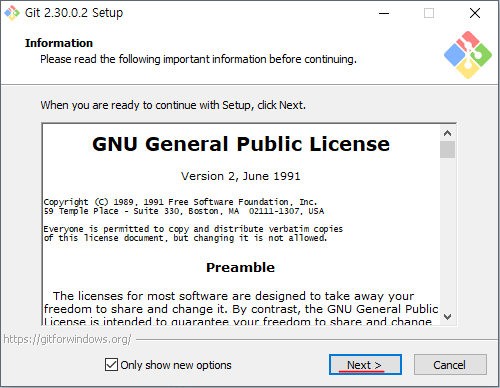 Git 2.30.0.2 Setup
Information
Please read the following important information before continuing.
When you are ready to continue with Setup, click Next.
GNU General Public License
Version 2, June 1991
Copyright (C) 1989, 1991 Free Software Foundation, Inc.
59 Temple Place - Suite 330, Boston, MA  02111-1307, USA
Everyone is permitted to copy and distribute verbatim copies
of this license document, but changing it is not allowed.
Preamble
The licenses for most software are designed to take away your
freedom to share and change it. By contrast, the GNU General Public
License is intended to guarantee your freedom to share and change
https://gitforwindows.org/
Only show new options
Next >
Cancel